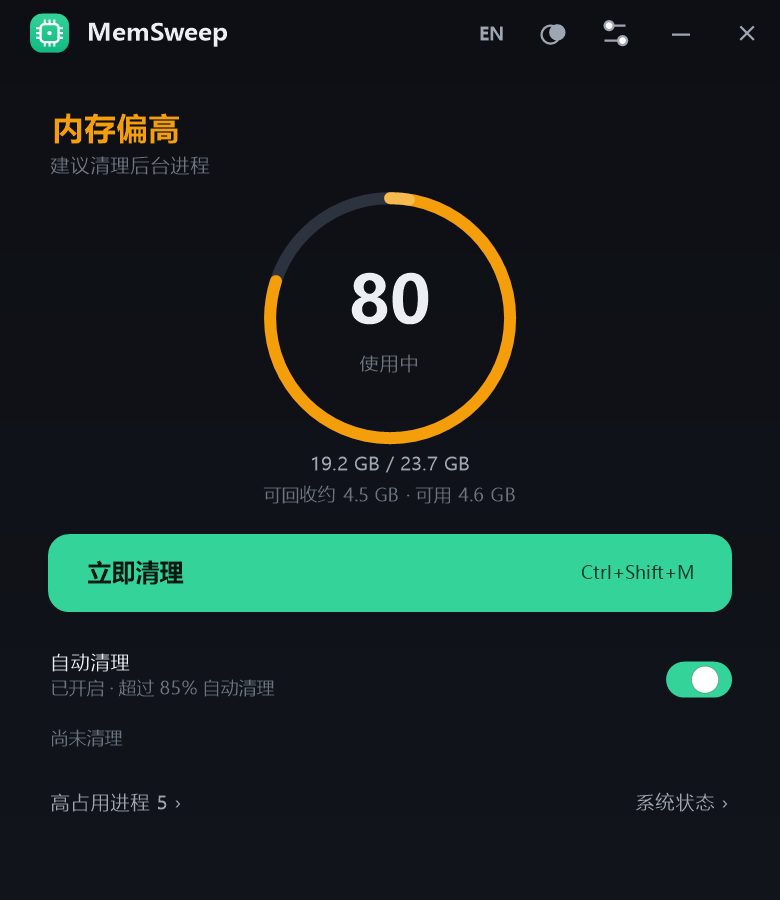 MemSweep
EN
内存偏高
建议清理后台进程
80
使用中
19.2 GB / 23.7 GB
可回收约 4.5 GB · 可用 4.6 GB
立即清理 Ctrl+Shift+M
自动清理
已开启 · 超过 85% 自动清理
尚未清理
高占用进程 5 ›
系统状态 ›